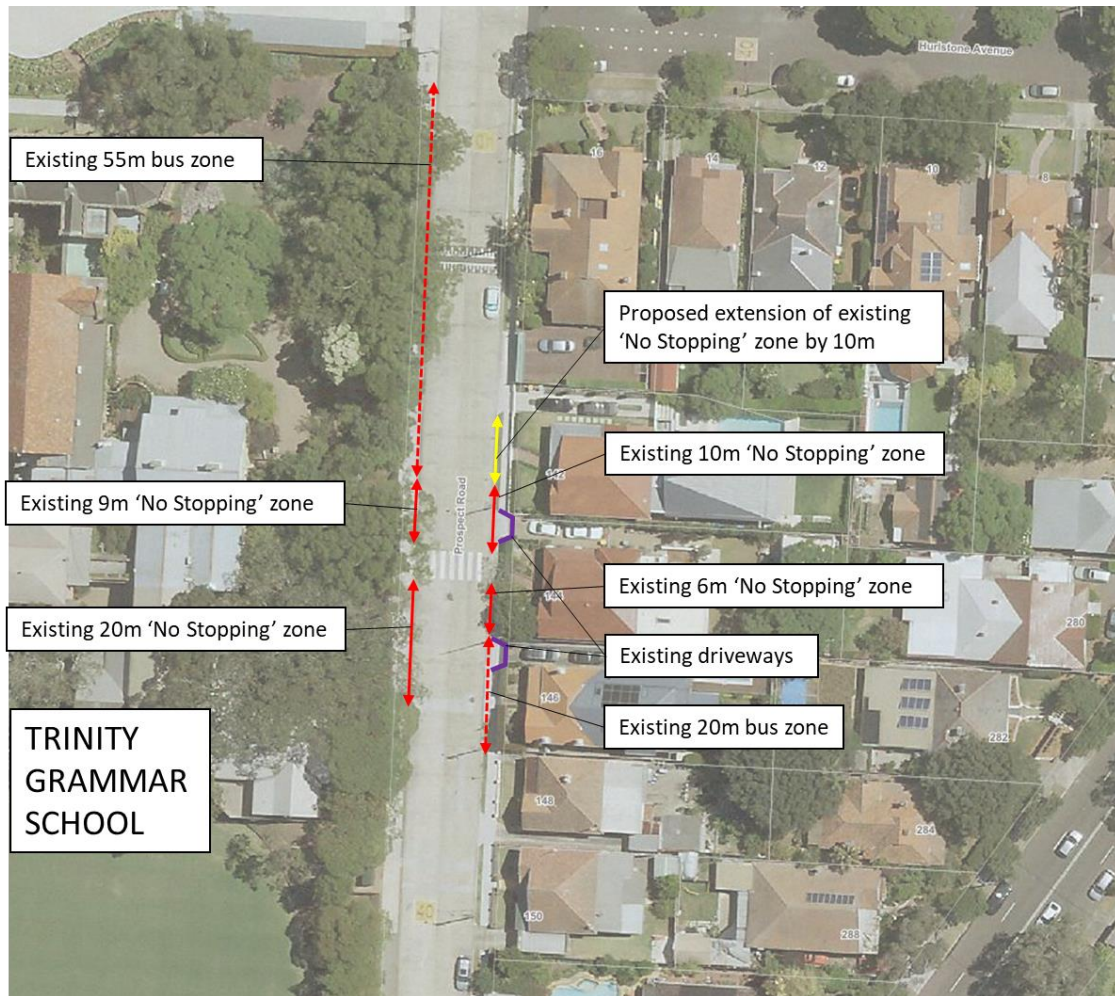 Hurlstone Avenue
40
Existing 55m bus zone
40
16
14
12
10
8
Proposed extension of existing
‘No Stopping’ zone by 10m
Existing 10m ‘No Stopping’ zone
142
Existing 9m ‘No Stopping’ zone
Prospect Road
Existing 6m ‘No Stopping’ zone
144
280
Existing 20m ‘No Stopping’ zone
Existing driveways
146
Existing 20m bus zone
282
TRINITY
GRAMMAR
SCHOOL
148
284
40
150
288